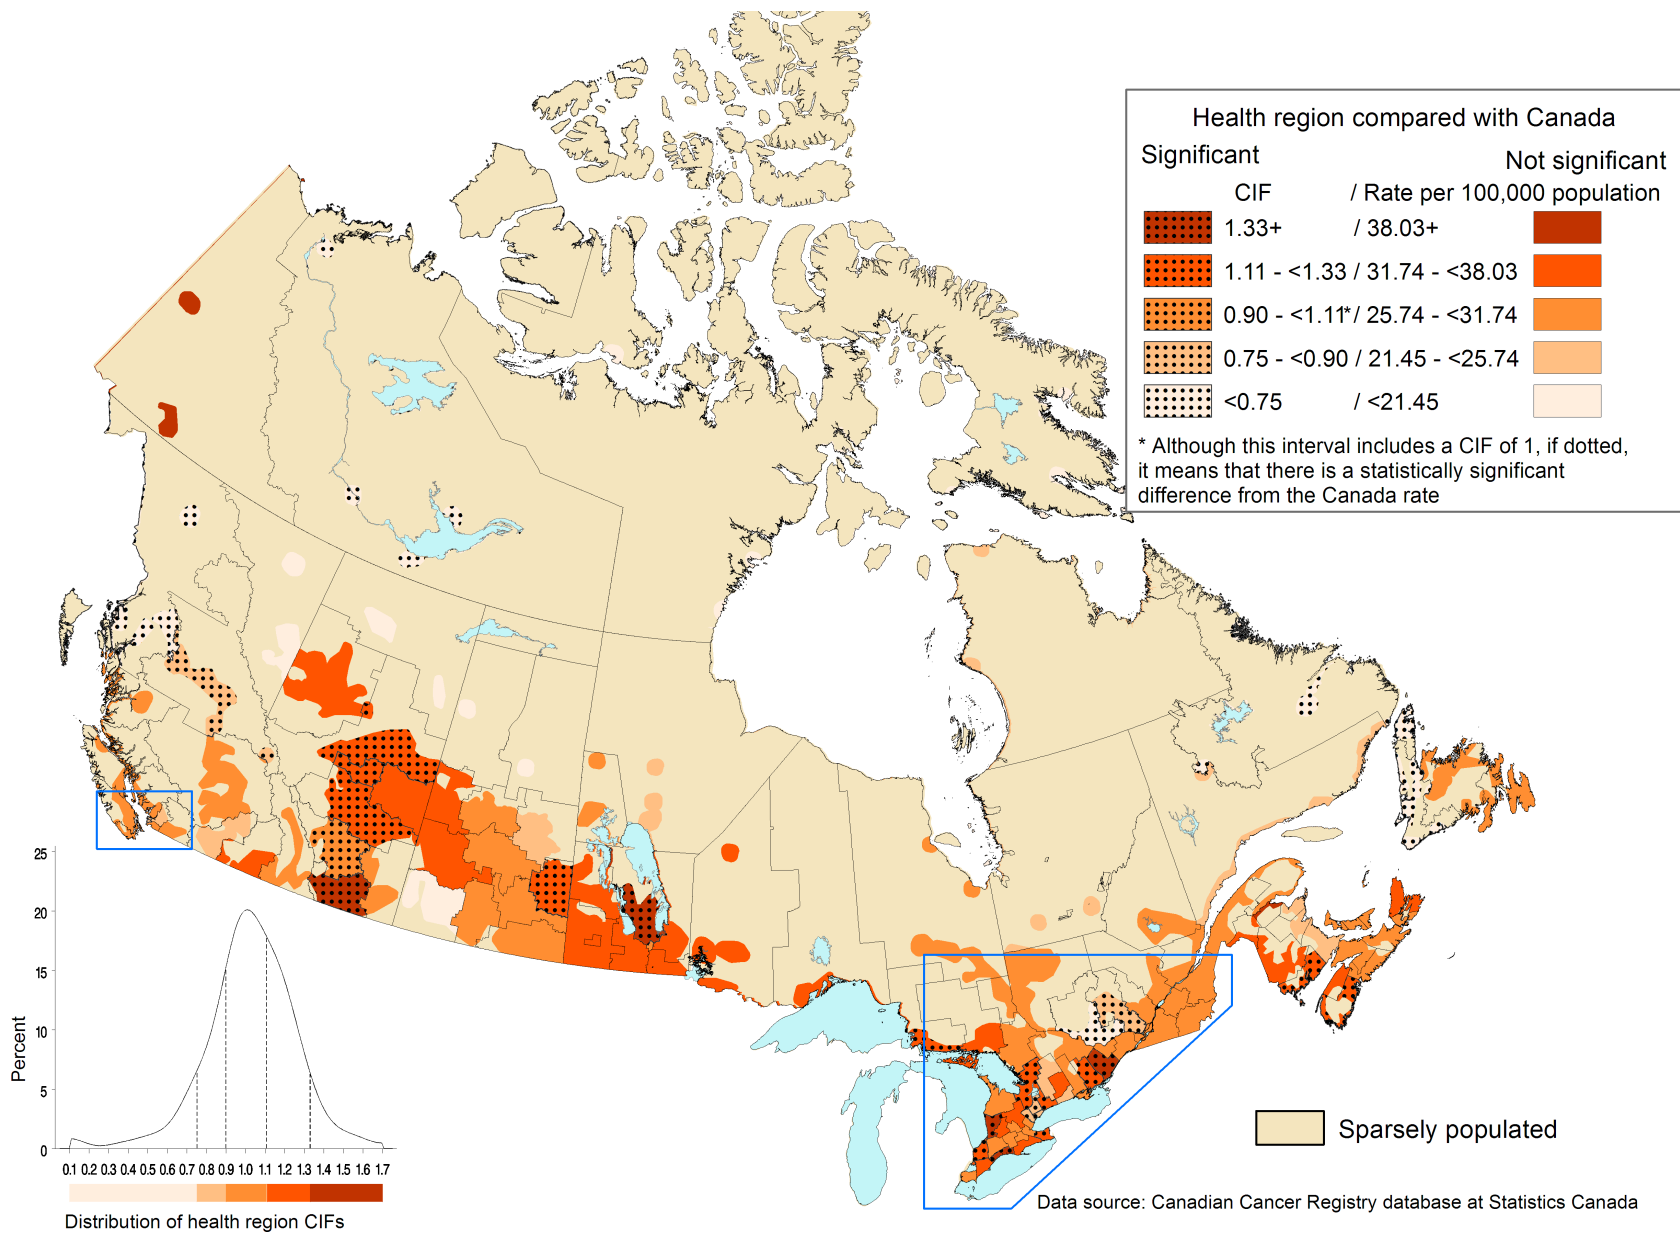 Health region compared with Canada
Significant
Not significant
CIF / Rate per 100,000 population
1.33+ / 38.03+
1.11 - <1.33 / 31.74 - <38.03
0.90 - <1.11* / 25.74 - <31.74
0.75 - <0.90 / 21.45 - <25.74
<0.75 / <21.45
* Although this interval includes a CIF of 1, if dotted,
it means that there is a statistically significant
difference from the Canada rate
25
20
15
10
5
0
Percent
0.1 0.2 0.3 0.4 0.5 0.6 0.7 0.8 0.9 1.0 1.1 1.2 1.3 1.4 1.5 1.6 1.7
Distribution of health region CIFs
Sparsely populated
Data source: Canadian Cancer Registry database at Statistics Canada